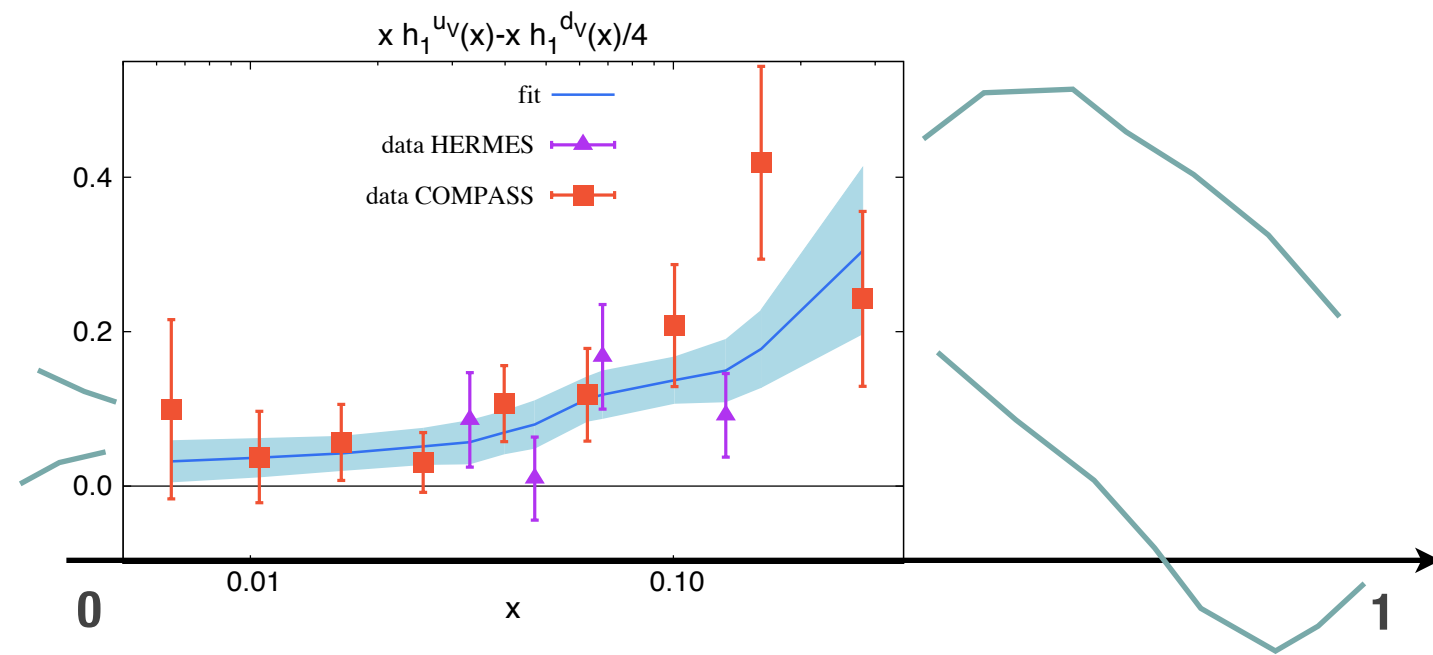 x h₁ᵘⱽ(x)-x h₁ᵈⱽ(x)/4
fit
data HERMES
data COMPASS
0.4
0.2
0.0
0.01 0.10
0 x 1